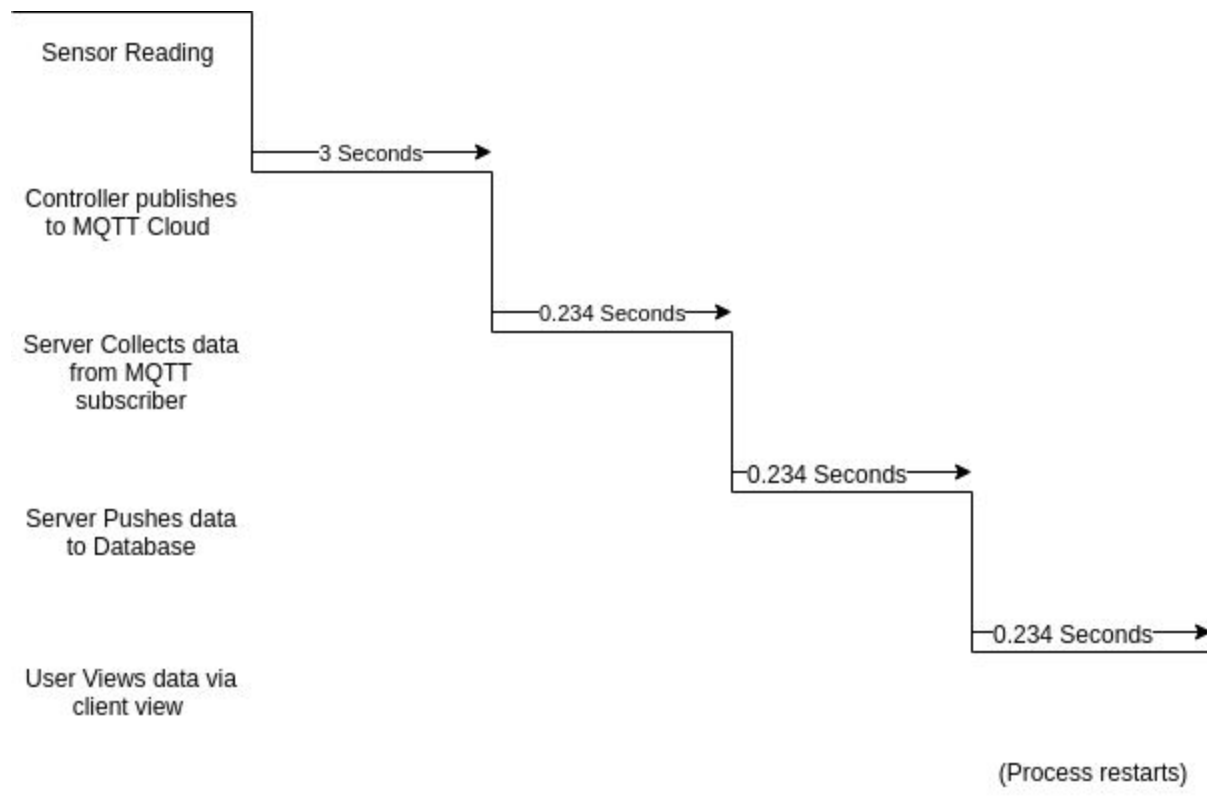 Sensor Reading
3 Seconds
Controller publishes
to MQTT Cloud
0.234 Seconds
Server Collects data
from MQTT
subscriber
0.234 Seconds
Server Pushes data
to Database
0.234 Seconds
User Views data via
client view
(Process restarts)